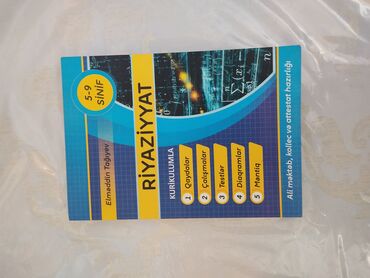 Elməddin Tağıyev
5-9
SİNİF
RİYAZİYYAT
KURİKULUMLA
1 Qaydalar
2 Çalışmalar
3 Testlər
4 Diaqramlar
5 Məntiq
Ali məktəb, kollec və attestat hazırlığı